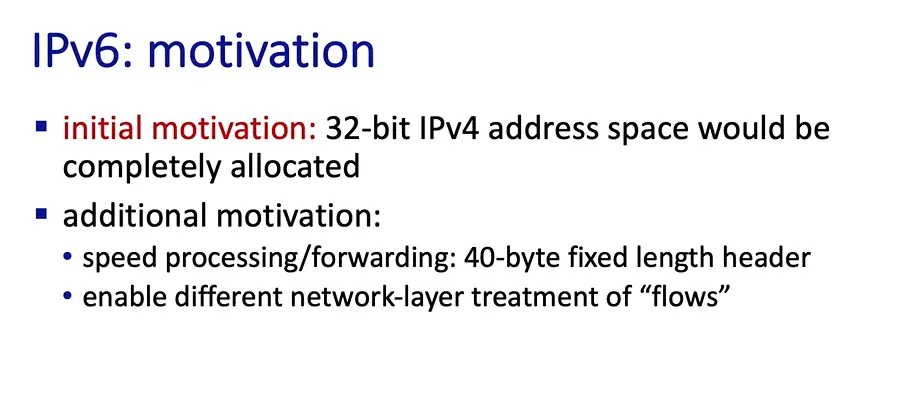 IPv6: motivation
▪ initial motivation: 32-bit IPv4 address space would be
completely allocated
▪ additional motivation:
• speed processing/forwarding: 40-byte fixed length header
• enable different network-layer treatment of “flows”